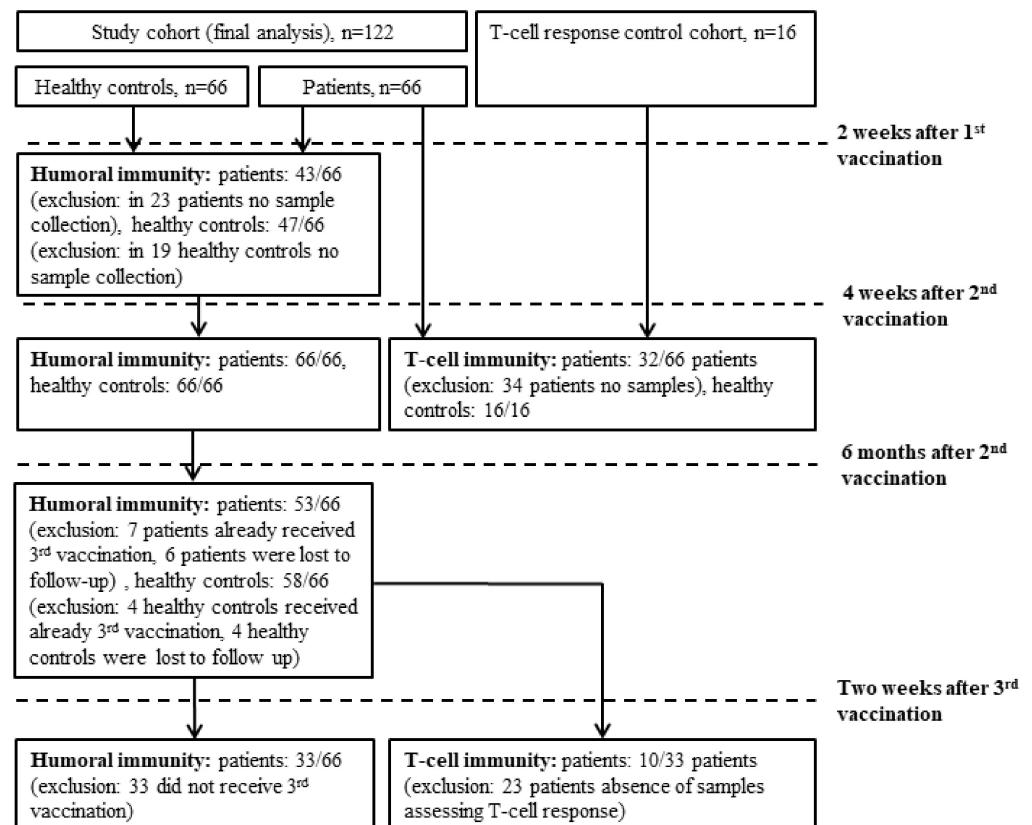 Study cohort (final analysis), n=122
T-cell response control cohort, n=16
Healthy controls, n=66
Patients, n=66
2 weeks after 1st
vaccination
Humoral immunity: patients: 43/66
(exclusion: in 23 patients no sample
collection), healthy controls: 47/66
(exclusion: in 19 healthy controls no
sample collection)
4 weeks after 2nd
vaccination
Humoral immunity: patients: 66/66,
healthy controls: 66/66
T-cell immunity: patients: 32/66 patients
(exclusion: 34 patients no samples), healthy
controls: 16/16
6 months after 2nd
vaccination
Humoral immunity: patients: 53/66
(exclusion: 7 patients already received
3rd vaccination, 6 patients were lost to
follow-up) , healthy controls: 58/66
(exclusion: 4 healthy controls received
already 3rd vaccination, 4 healthy
controls were lost to follow up)
Two weeks after 3rd
vaccination
Humoral immunity: patients: 33/66
(exclusion: 33 did not receive 3rd
vaccination)
T-cell immunity: patients: 10/33 patients
(exclusion: 23 patients absence of samples
assessing T-cell response)